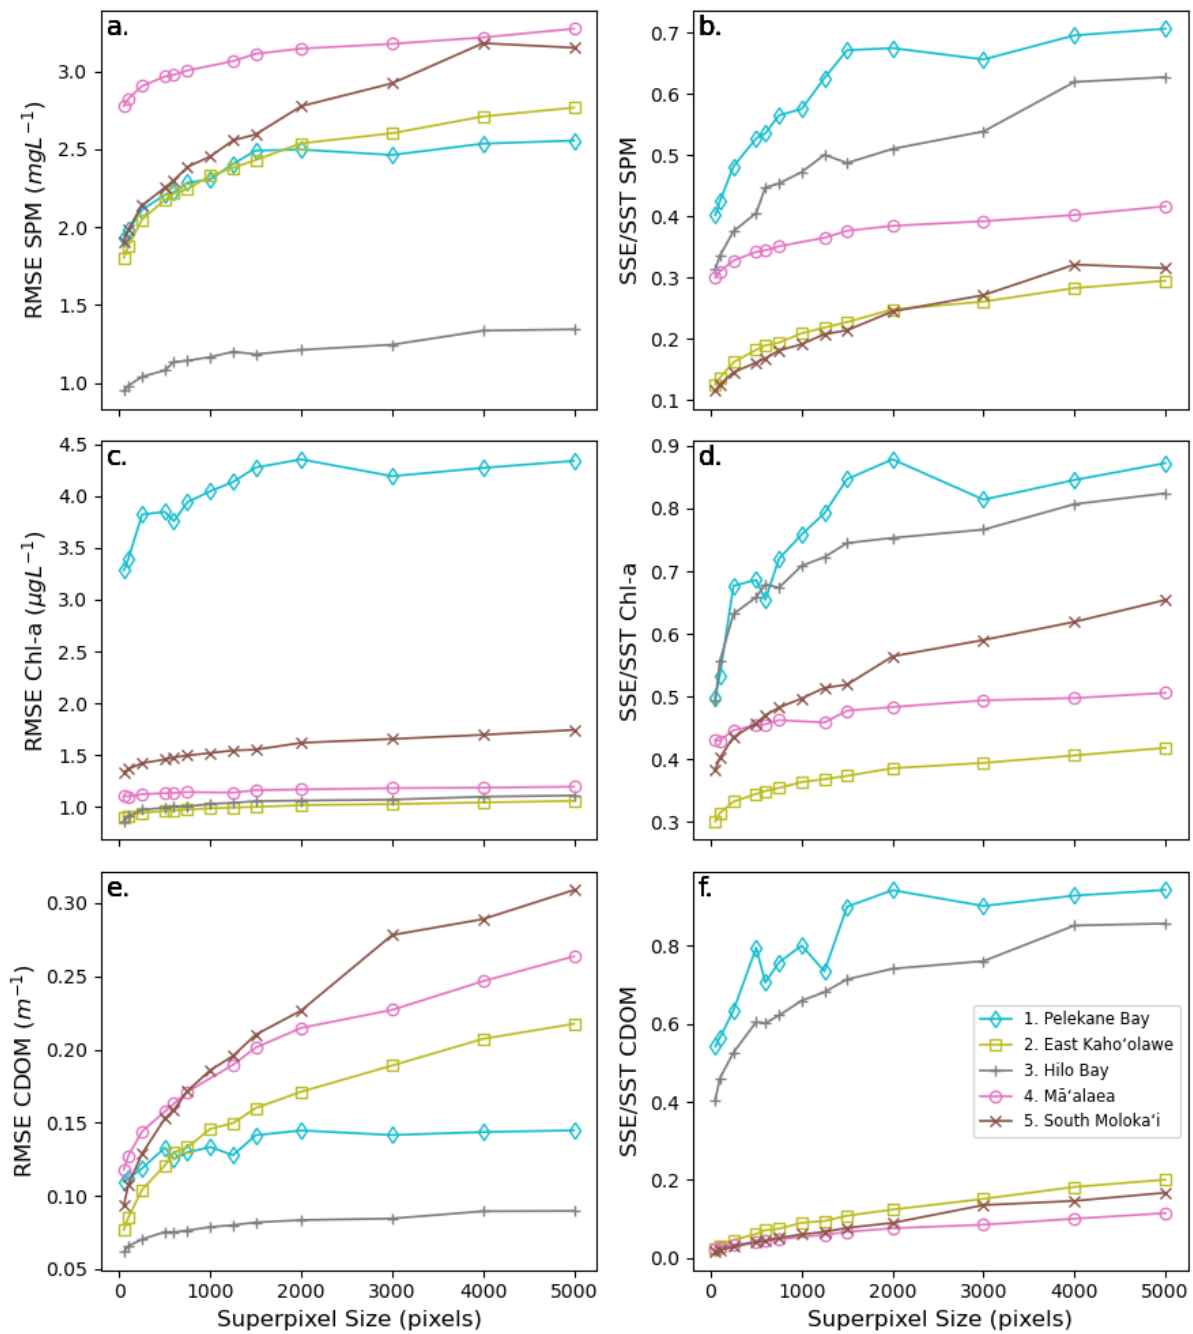 a.
3.0
2.5
2.0
1.5
1.0
RMSE SPM (mgL⁻¹)
b.
0.7
0.6
0.5
0.4
0.3
0.2
0.1
SSE/SST SPM
c.
4.5
4.0
3.5
3.0
2.5
2.0
1.5
1.0
RMSE Chl-a (μgL⁻¹)
d.
0.9
0.8
0.7
0.6
0.5
0.4
0.3
SSE/SST Chl-a
e.
0.30
0.25
0.20
0.15
0.10
0.05
RMSE CDOM (m⁻¹)
0 1000 2000 3000 4000 5000
Superpixel Size (pixels)
f.
0.8
0.6
0.4
0.2
0.0
SSE/SST CDOM
1. Pelekane Bay
2. East Kahoʻolawe
3. Hilo Bay
4. Māʻalaea
5. South Molokaʻi
0 1000 2000 3000 4000 5000
Superpixel Size (pixels)